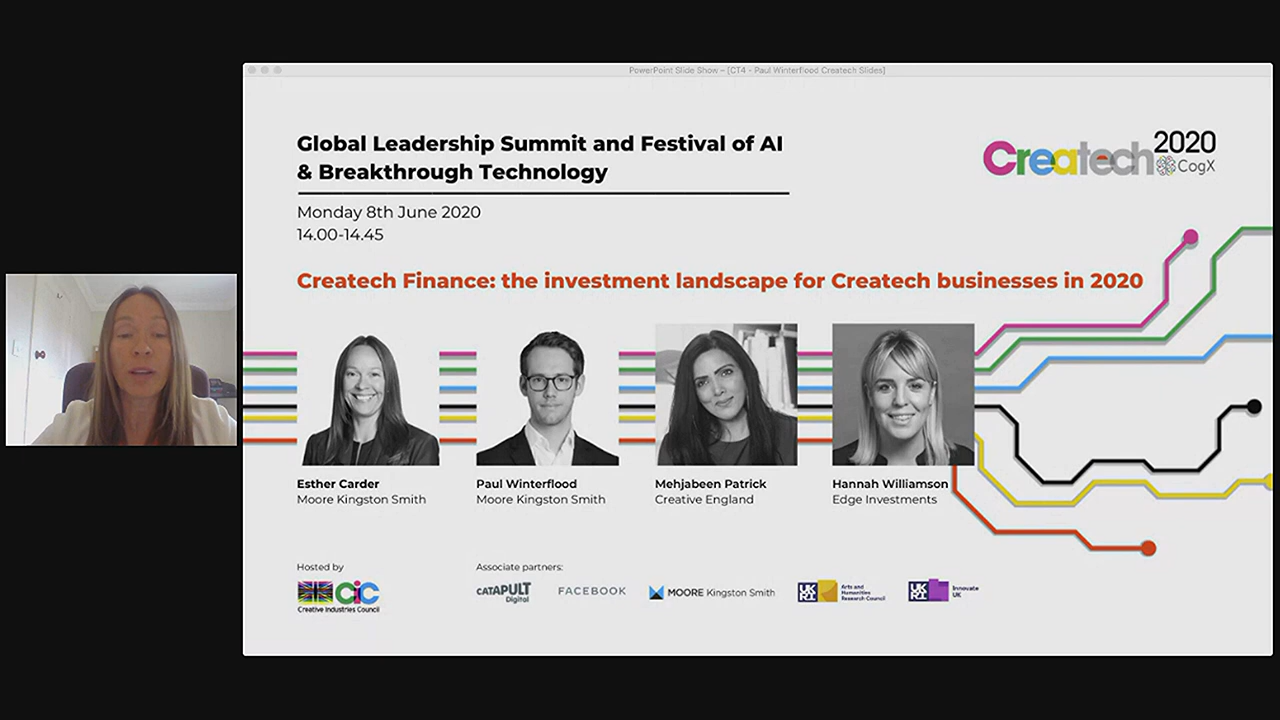 PowerPoint Slide Show – [CT4 - Paul Winterflood Createch Slides]
Global Leadership Summit and Festival of AI
& Breakthrough Technology
Createch 2020 CogX
Monday 8th June 2020
14.00-14.45
Createch Finance: the investment landscape for Createch businesses in 2020
Esther Carder
Moore Kingston Smith
Paul Winterflood
Moore Kingston Smith
Mehjabeen Patrick
Creative England
Hannah Williamson
Edge Investments
Hosted by
CiC
Creative Industries Council
Associate partners:
CATAPULT
Digital
FACEBOOK
MOORE Kingston Smith
UKRI
Arts and
Humanities
Research Council
UKRI
Innovate
UK